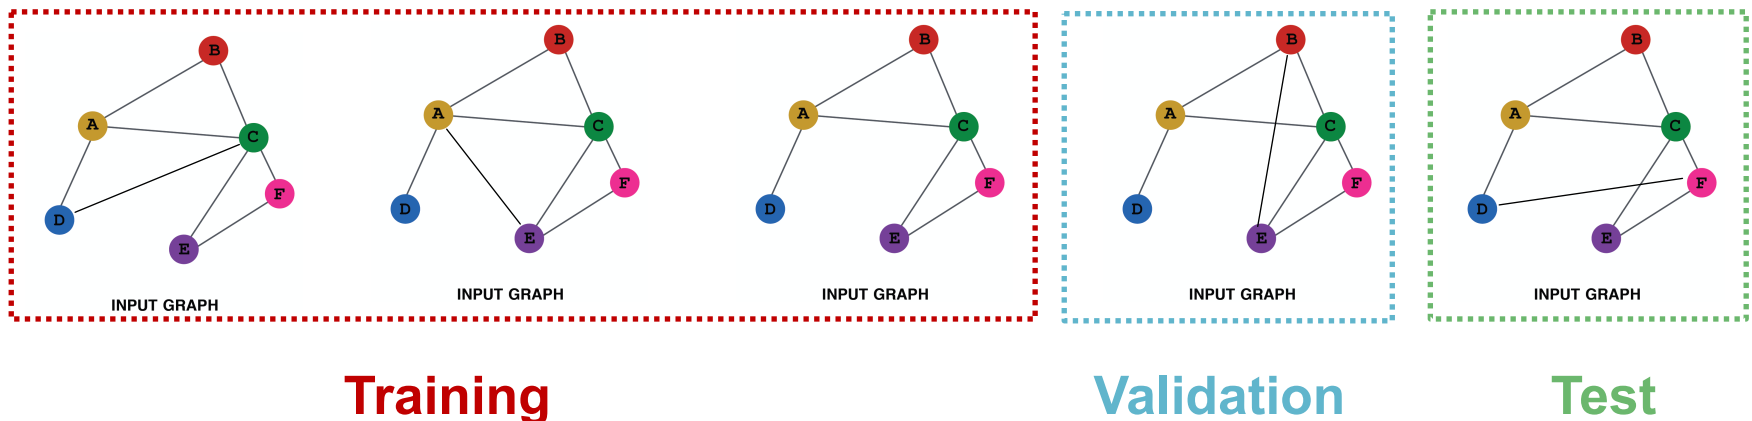 B
A
C
F
D
E
INPUT GRAPH
B
A
C
F
D
E
INPUT GRAPH
B
A
C
F
D
E
INPUT GRAPH
B
A
C
F
D
E
INPUT GRAPH
B
A
C
F
D
E
INPUT GRAPH
Training
Validation
Test